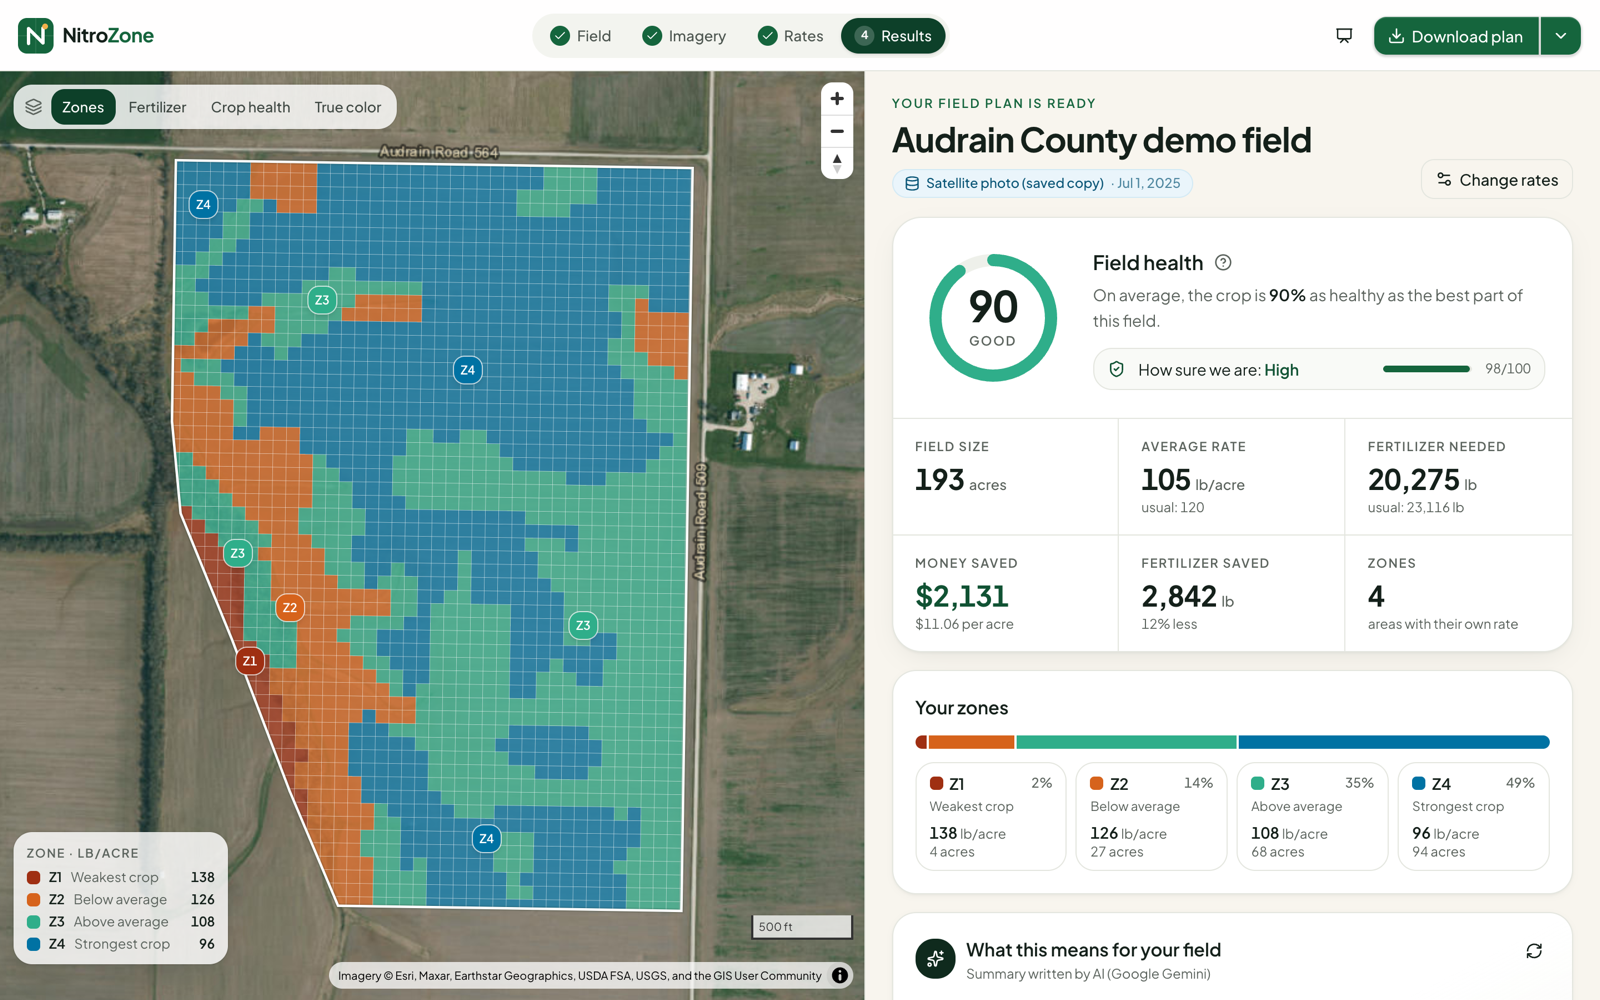 NitroZone
Field
Imagery
Rates
4 Results
Download plan
Zones
Fertilizer
Crop health
True color
Audrain Road 564
Z4
Z3
Z4
Audrain Road 509
Z3
Z2
Z3
Z1
Z4
ZONE · LB/ACRE
Z1 Weakest crop 138
Z2 Below average 126
Z3 Above average 108
Z4 Strongest crop 96
500 ft
Imagery © Esri, Maxar, Earthstar Geographics, USDA FSA, USGS, and the GIS User Community
YOUR FIELD PLAN IS READY
Audrain County demo field
Satellite photo (saved copy) · Jul 1, 2025
Change rates
90
GOOD
Field health
On average, the crop is 90% as healthy as the best part of
this field.
How sure we are: High 98/100
FIELD SIZE
193 acres
AVERAGE RATE
105 lb/acre
usual: 120
FERTILIZER NEEDED
20,275 lb
usual: 23,116 lb
MONEY SAVED
$2,131
$11.06 per acre
FERTILIZER SAVED
2,842 lb
12% less
ZONES
4
areas with their own rate
Your zones
Z1 2%
Weakest crop
138 lb/acre
4 acres
Z2 14%
Below average
126 lb/acre
27 acres
Z3 35%
Above average
108 lb/acre
68 acres
Z4 49%
Strongest crop
96 lb/acre
94 acres
What this means for your field
Summary written by AI (Google Gemini)